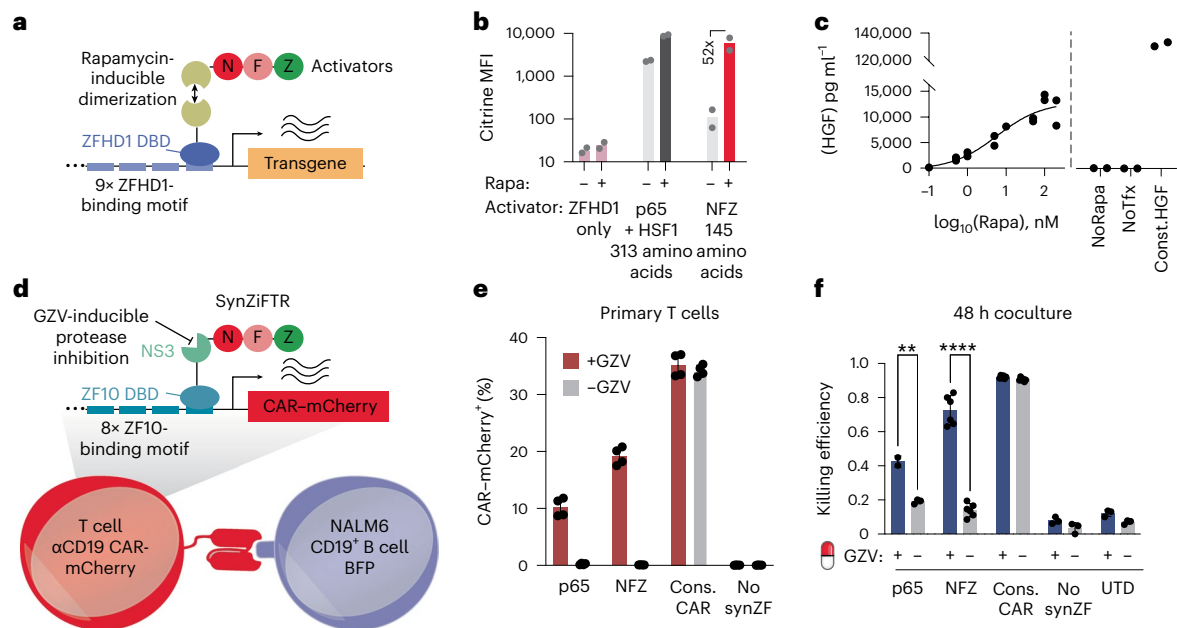 a
Rapamycin-
inducible
dimerization
N F Z Activators
ZFHD1 DBD
Transgene
9× ZFHD1-
binding motif
b
Citrine MFI
10,000
1,000
100
10
52x
Rapa: − + − + − +
Activator: ZFHD1 p65 NFZ
only + HSF1 145
313 amino amino
acids acids
c
(HGF) pg ml⁻¹
140,000
120,000
15,000
10,000
5,000
0
−1 0 1 2
log₁₀(Rapa), nM
NoRapa
NoTfx
Const.HGF
d
SynZiFTR
GZV-inducible
protease
inhibition
NS3
N F Z
ZF10 DBD
CAR–mCherry
8× ZF10-
binding motif
T cell
αCD19 CAR-
mCherry
NALM6
CD19⁺ B cell
BFP
e
Primary T cells
CAR–mCherry⁺ (%)
40
30
20
10
0
+GZV
−GZV
p65 NFZ Cons. No
CAR synZF
f
48 h coculture
Killing efficiency
1.0
0.8
0.6
0.4
0.2
0
** ****
GZV: + − + − + − + − + −
p65 NFZ Cons. No UTD
CAR synZF